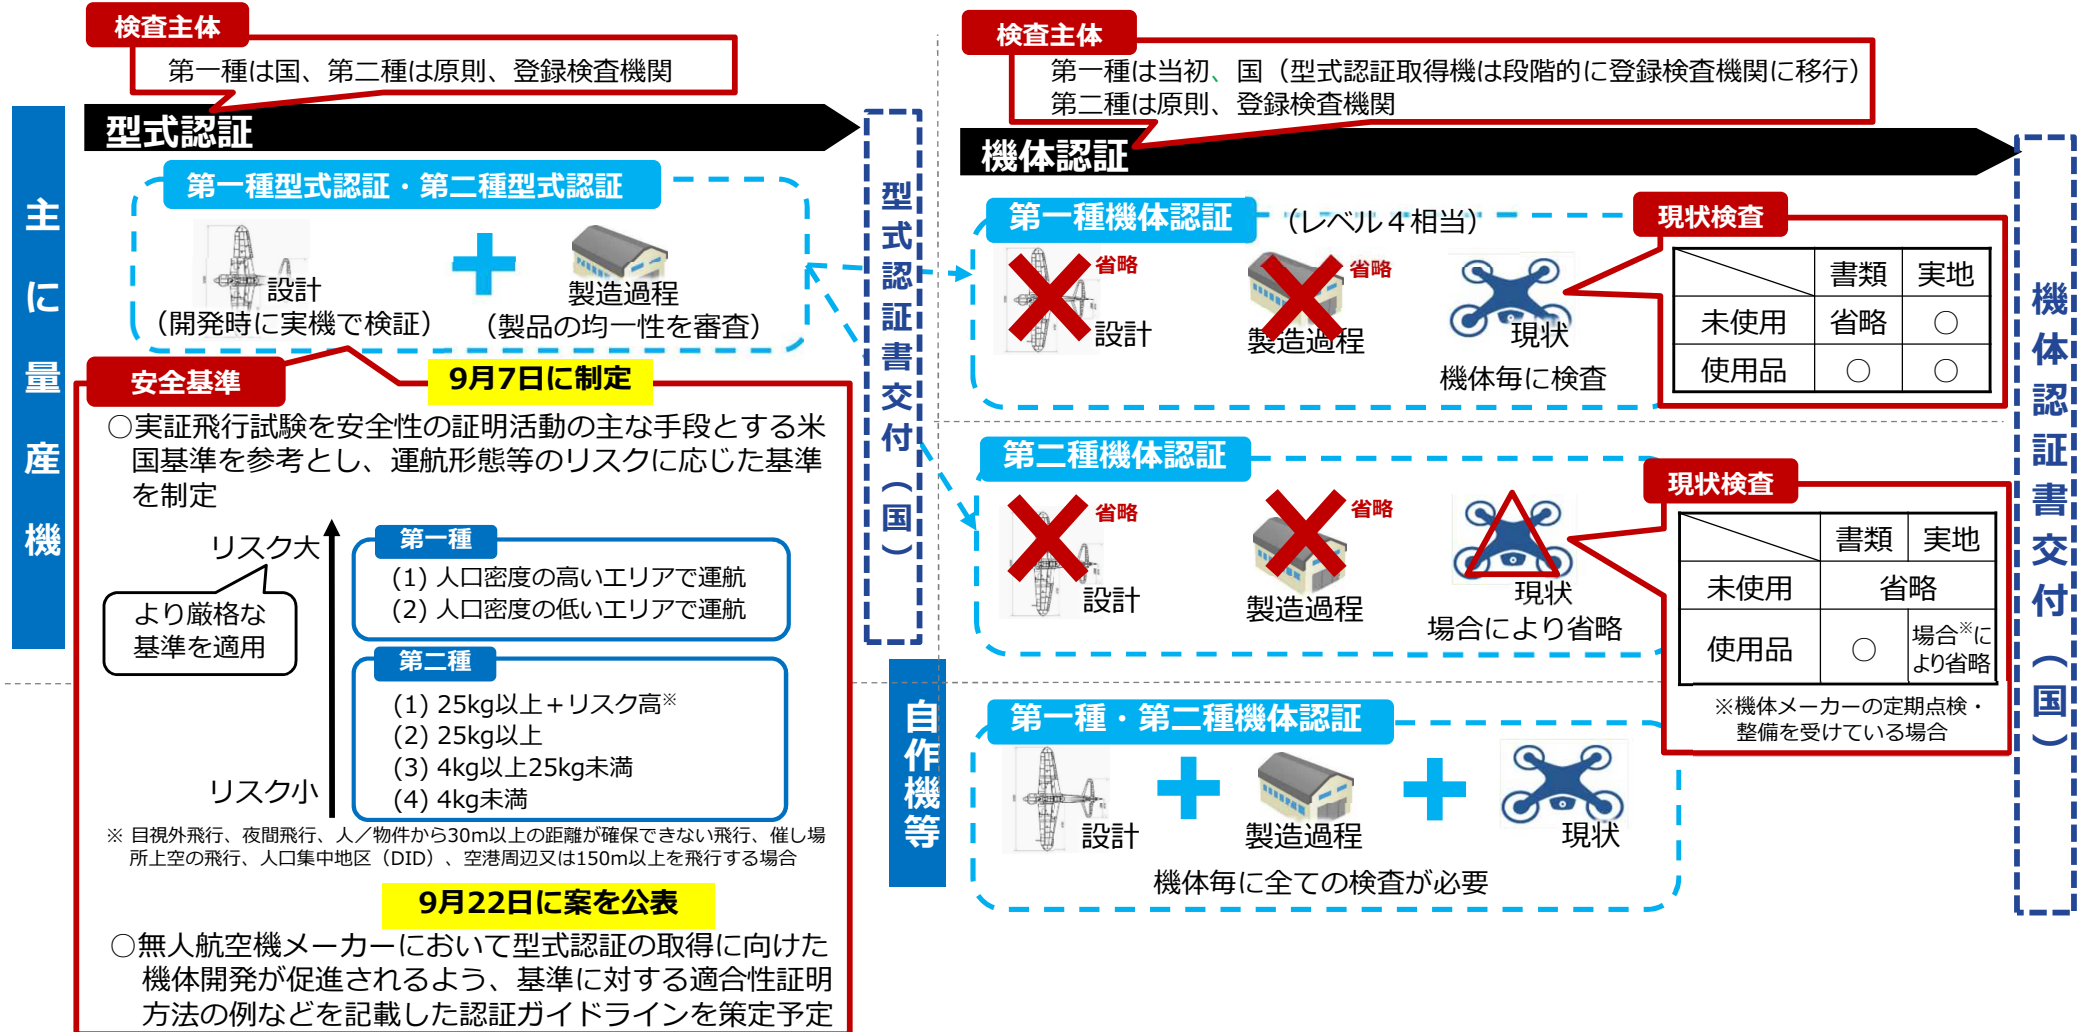 検査主体
第一種は国、第二種は原則、登録検査機関
型式認証
主に量産機
第一種型式認証・第二種型式認証
設計
（開発時に実機で検証）
製造過程
（製品の均一性を審査）
安全基準
9月7日に制定
○実証飛行試験を安全性の証明活動の主な手段とする米
国基準を参考とし、運航形態等のリスクに応じた基準
を制定
リスク大
より厳格な
基準を適用
リスク小
第一種
(1) 人口密度の高いエリアで運航
(2) 人口密度の低いエリアで運航
第二種
(1) 25kg以上＋リスク高※
(2) 25kg以上
(3) 4kg以上25kg未満
(4) 4kg未満
※ 目視外飛行、夜間飛行、人／物件から30m以上の距離が確保できない飛行、催し場
所上空の飛行、人口集中地区（DID）、空港周辺又は150m以上を飛行する場合
9月22日に案を公表
○無人航空機メーカーにおいて型式認証の取得に向けた
機体開発が促進されるよう、基準に対する適合性証明
方法の例などを記載した認証ガイドラインを策定予定
型式認証書交付（国）
検査主体
第一種は当初、国（型式認証取得機は段階的に登録検査機関に移行）
第二種は原則、登録検査機関
機体認証
第一種機体認証
（レベル４相当）
省略
設計
省略
製造過程
現状
機体毎に検査
現状検査
書類 実地
未使用 省略 ○
使用品 ○ ○
第二種機体認証
省略
設計
省略
製造過程
現状
場合により省略
現状検査
書類 実地
未使用 省略
使用品 ○ 場合※に
より省略
※機体メーカーの定期点検・
整備を受けている場合
自作機等
第一種・第二種機体認証
設計
製造過程
現状
機体毎に全ての検査が必要
機体認証書交付（国）